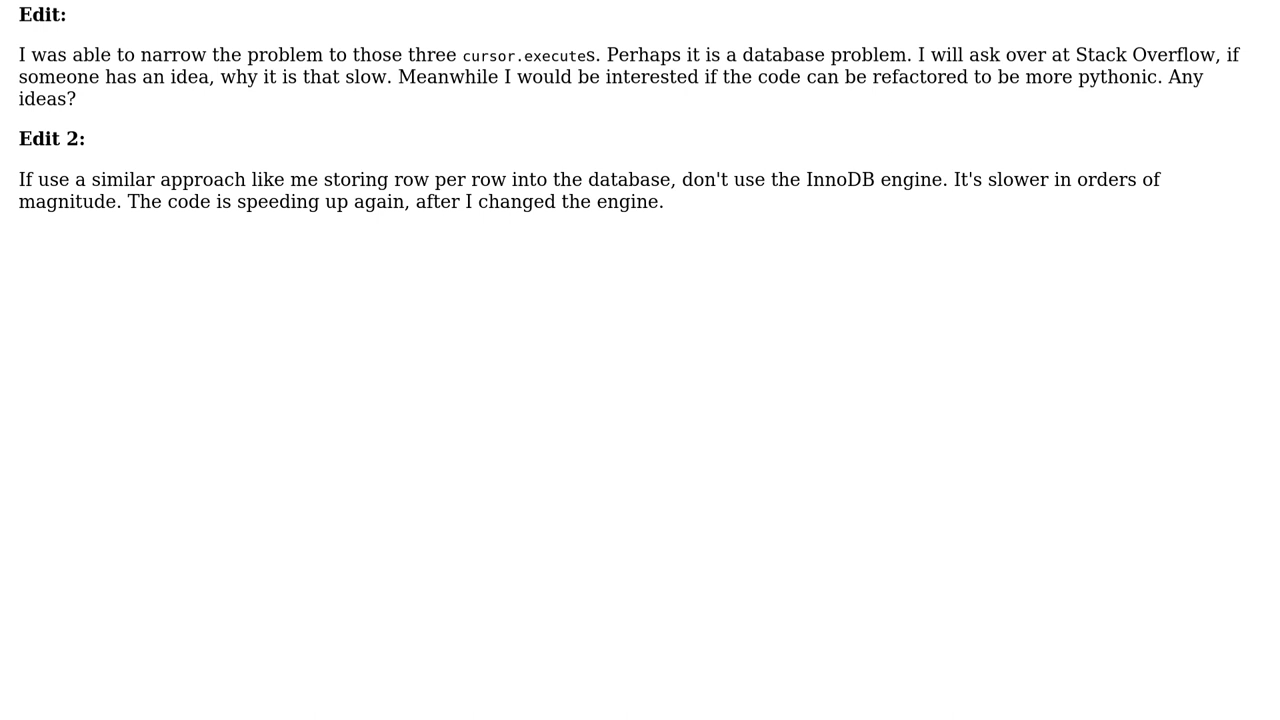 Edit:
I was able to narrow the problem to those three cursor.executes. Perhaps it is a database problem. I will ask over at Stack Overflow, if
someone has an idea, why it is that slow. Meanwhile I would be interested if the code can be refactored to be more pythonic. Any
ideas?
Edit 2:
If use a similar approach like me storing row per row into the database, don't use the InnoDB engine. It's slower in orders of
magnitude. The code is speeding up again, after I changed the engine.